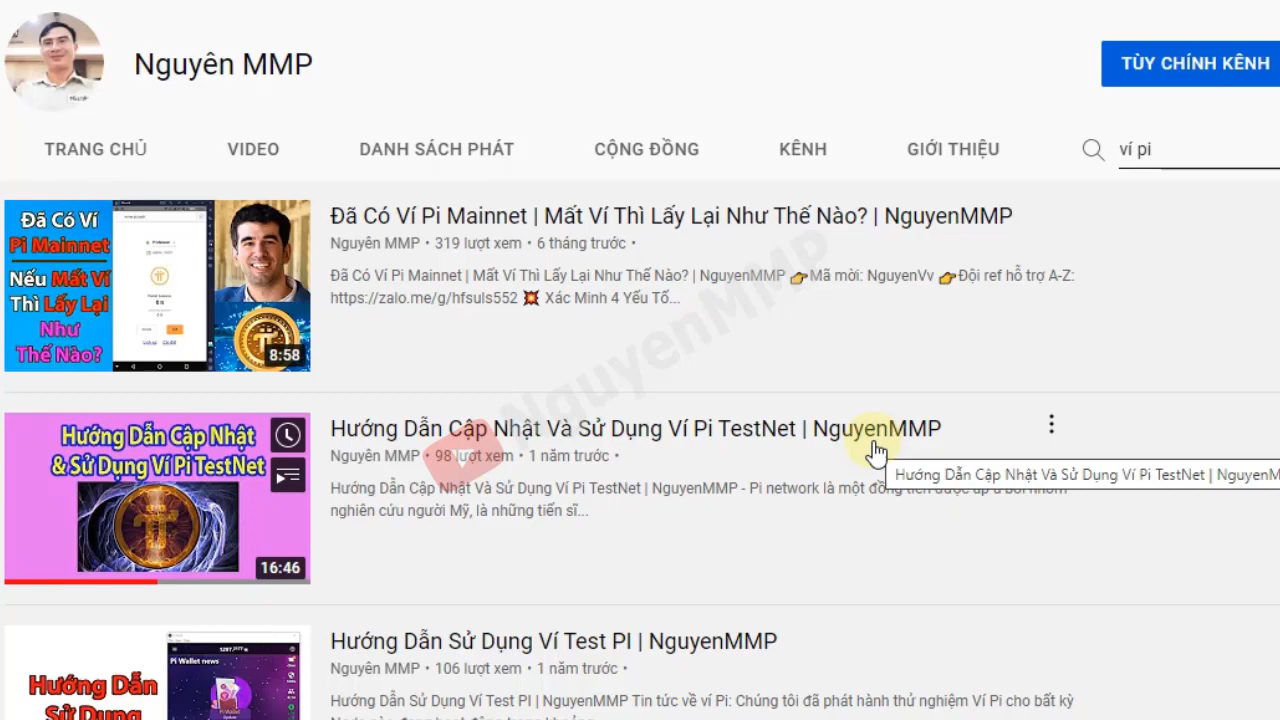 Nguyên MMP
TÙY CHỈNH KÊNH
TRANG CHỦ
VIDEO
DANH SÁCH PHÁT
CỘNG ĐỒNG
KÊNH
GIỚI THIỆU
ví pi
Đã Có Ví
Pi Mainnet
Nếu Mất Ví
Thì Lấy Lại
Như
Thế Nào?
8:58
Đã Có Ví Pi Mainnet | Mất Ví Thì Lấy Lại Như Thế Nào? | NguyenMMP
Nguyên MMP • 319 lượt xem • 6 tháng trước •
Đã Có Ví Pi Mainnet | Mất Ví Thì Lấy Lại Như Thế Nào? | NguyenMMP 👉Mã mời: NguyenVv 👉Đội ref hỗ trợ A-Z:
https://zalo.me/g/hfsuls552 💥 Xác Minh 4 Yếu Tố...
NguyenMMP
Hướng Dẫn Cập Nhật
& Sử Dụng Ví Pi TestNet
16:46
Hướng Dẫn Cập Nhật Và Sử Dụng Ví Pi TestNet | NguyenMMP
Nguyên MMP • 98 lượt xem • 1 năm trước •
Hướng Dẫn Cập Nhật Và Sử Dụng Ví Pi TestNet | NguyenM
Hướng Dẫn Cập Nhật Và Sử Dụng Ví Pi TestNet | NguyenMMP - Pi network là một đồng
nghiên cứu người Mỹ, là những tiến sĩ...
Hướng Dẫn
Sử Dụng
Pi Wallet news
Hướng Dẫn Sử Dụng Ví Test PI | NguyenMMP
Nguyên MMP • 106 lượt xem • 1 năm trước •
Hướng Dẫn Sử Dụng Ví Test PI | NguyenMMP Tin tức về ví Pi: Chúng tôi đã phát hành thử nghiệm Ví Pi cho bất kỳ